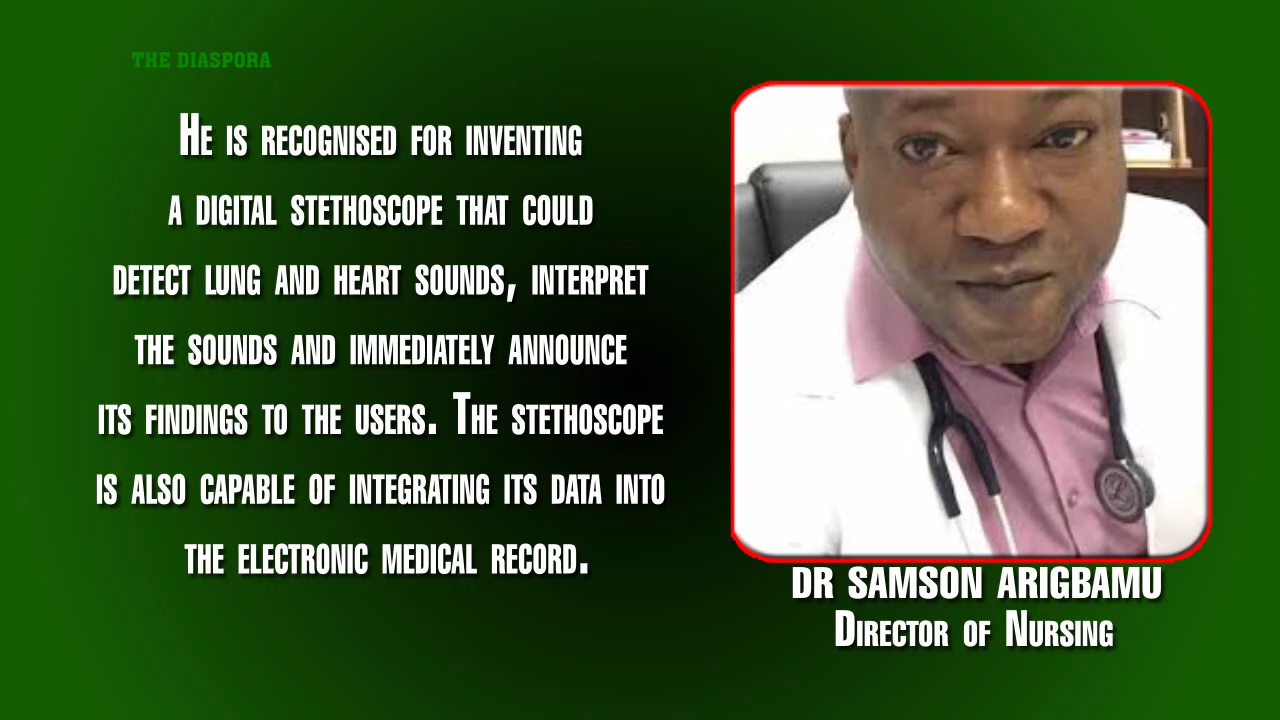 THE DIASPORA
He is recognised for inventing
a digital stethoscope that could
detect lung and heart sounds, interpret
the sounds and immediately announce
its findings to the users. The stethoscope
is also capable of integrating its data into
the electronic medical record.
DR SAMSON ARIGBAMU
Director of Nursing